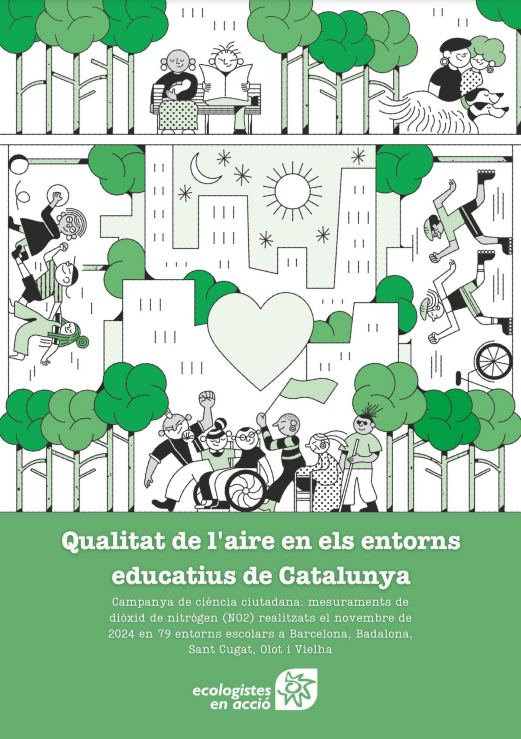 Qualitat de l'aire en els entorns
educatius de Catalunya
Campanya de ciència ciutadana: mesuraments de
diòxid de nitrògen (NO2) realitzats el novembre de
2024 en 79 entorns escolars a Barcelona, Badalona,
Sant Cugat, Olot i Vielha
ecologistes
en acció